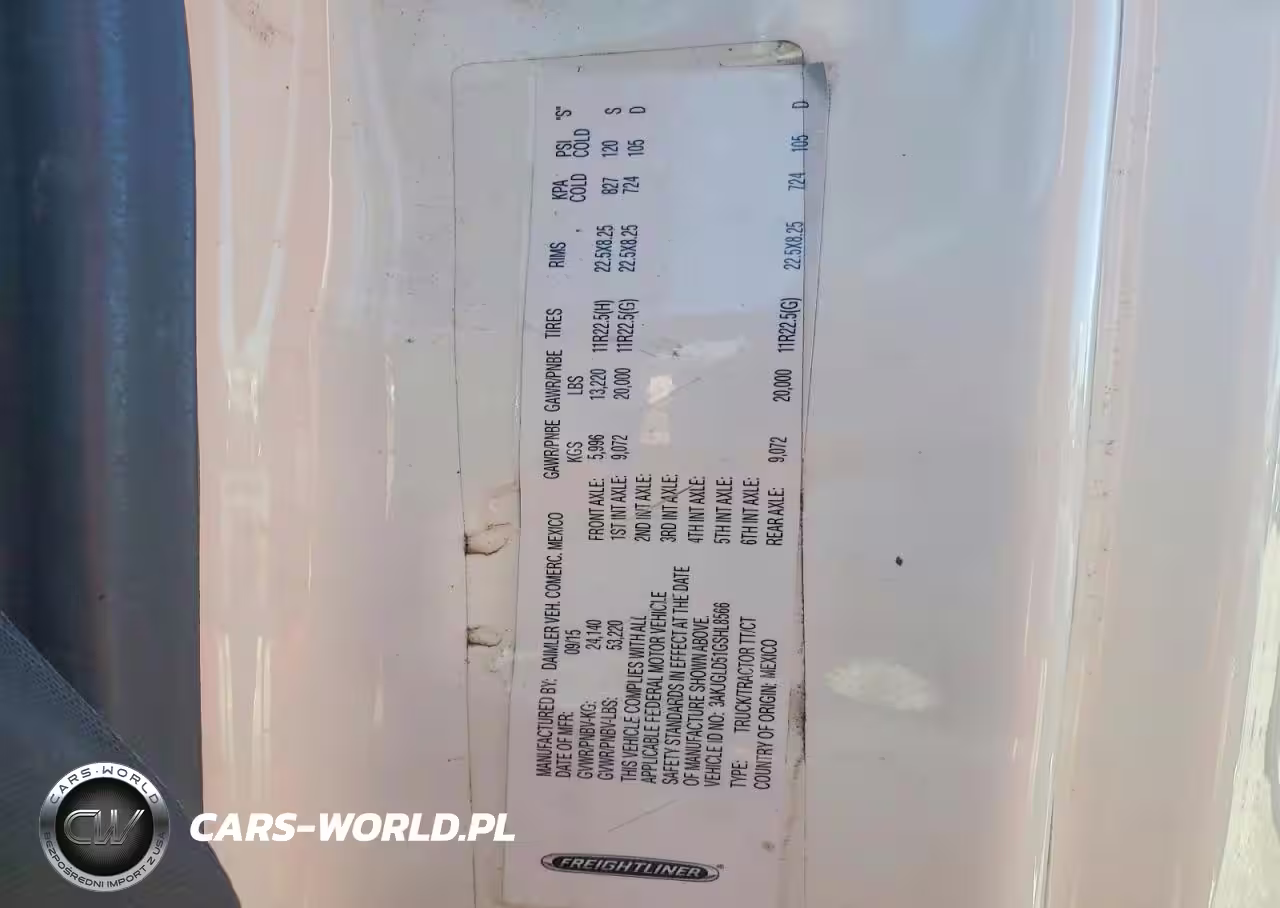 MANUFACTURED BY: DAIMLER VEH. COMERC. MEXICO
DATE OF MFR: 09/15
GVWR/PNBV-KG: 24,140
GVWR/PNBV-LBS: 53,220
THIS VEHICLE COMPLIES WITH ALL
APPLICABLE FEDERAL MOTOR VEHICLE
SAFETY STANDARDS IN EFFECT AT THE DATE
OF MANUFACTURE SHOWN ABOVE.
VEHICLE ID NO: 3AKJGLD51GSHL8566
TYPE: TRUCK/TRACTOR TT/CT
COUNTRY OF ORIGIN: MEXICO
GAWR/PNBE GAWR/PNBE TIRES RIMS KPA PSI "S"
KGS LBS COLD COLD
FRONT AXLE: 5,996 13,220 11R22.5(H) 22.5X8.25 827 120 S
1ST INT AXLE: 9,072 20,000 11R22.5(G) 22.5X8.25 724 105 D
2ND INT AXLE:
3RD INT AXLE:
4TH INT AXLE:
5TH INT AXLE:
6TH INT AXLE:
REAR AXLE: 9,072 20,000 11R22.5(G) 22.5X8.25 724 105 D
FREIGHTLINER
CARS-WORLD
CW
BEZPOŚREDNI IMPORT Z USA
CARS-WORLD.PL